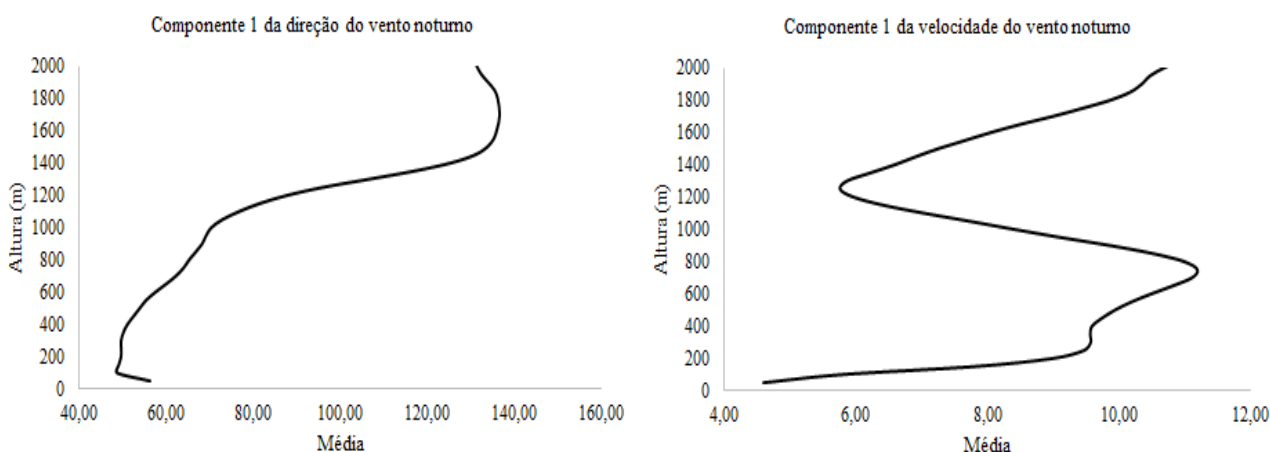 Componente 1 da direção do vento noturno
Altura (m)
2000
1800
1600
1400
1200
1000
800
600
400
200
0
40,00 60,00 80,00 100,00 120,00 140,00 160,00
Média
Componente 1 da velocidade do vento noturno
Altura (m)
2000
1800
1600
1400
1200
1000
800
600
400
200
0
4,00 6,00 8,00 10,00 12,00
Média